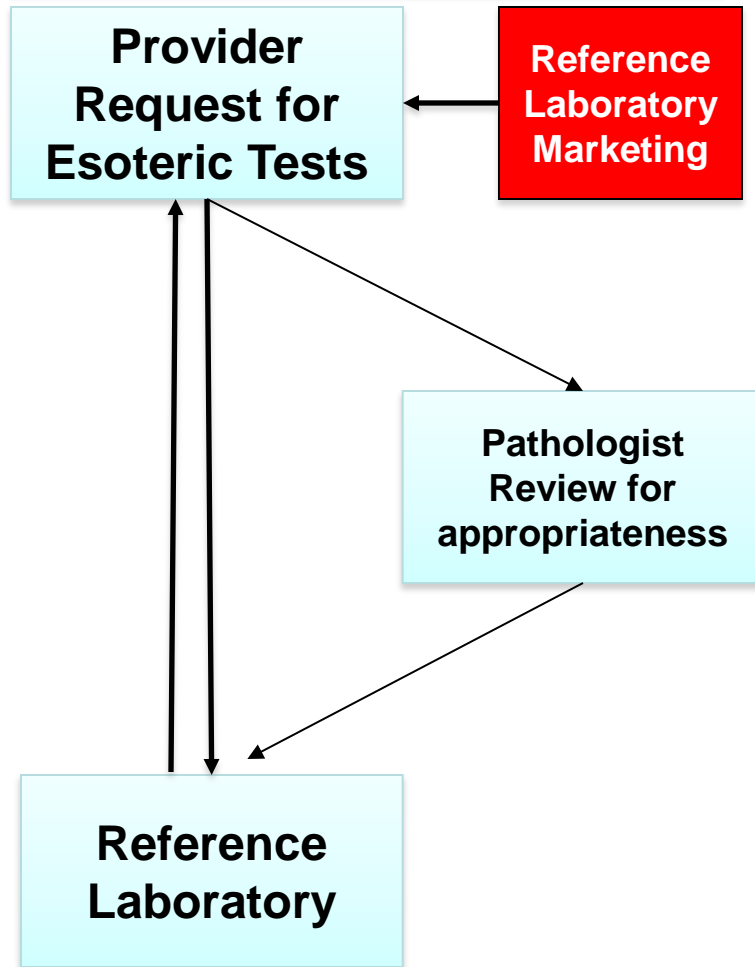 Provider
Request for
Esoteric Tests
Reference
Laboratory
Marketing
Pathologist
Review for
appropriateness
Reference
Laboratory